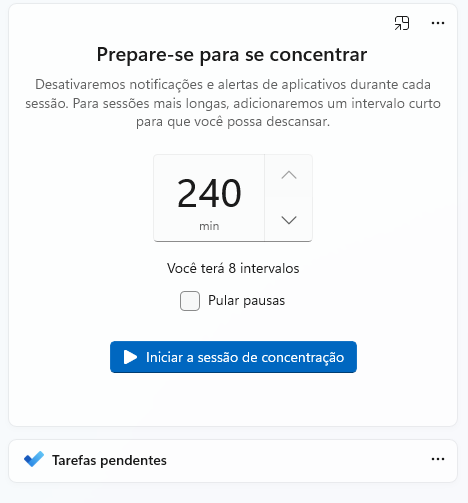 Prepare-se para se concentrar
Desativaremos notificações e alertas de aplicativos durante cada
sessão. Para sessões mais longas, adicionaremos um intervalo curto
para que você possa descansar.
240
min
Você terá 8 intervalos
Pular pausas
Iniciar a sessão de concentração
Tarefas pendentes